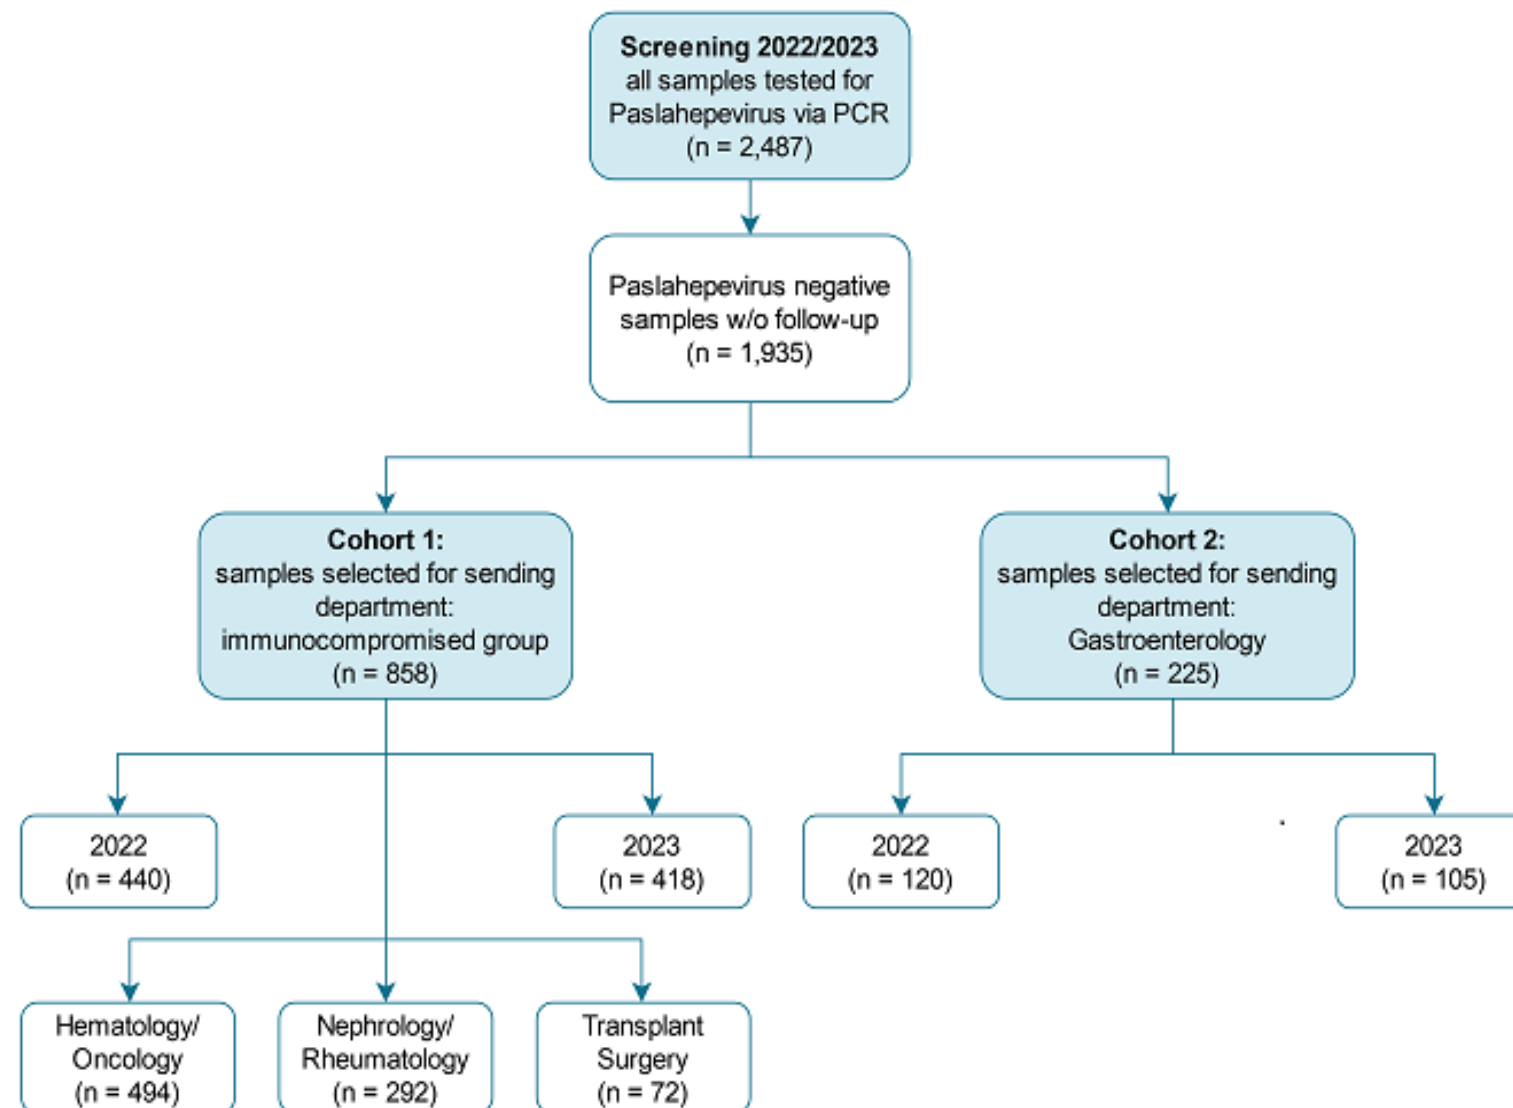 Screening 2022/2023
all samples tested for
Paslahepevirus via PCR
(n = 2,487)
Paslahepevirus negative
samples w/o follow-up
(n = 1,935)
Cohort 1:
samples selected for sending
department:
immunocompromised group
(n = 858)
Cohort 2:
samples selected for sending
department:
Gastroenterology
(n = 225)
2022
(n = 440)
2023
(n = 418)
2022
(n = 120)
2023
(n = 105)
Hematology/
Oncology
(n = 494)
Nephrology/
Rheumatology
(n = 292)
Transplant
Surgery
(n = 72)